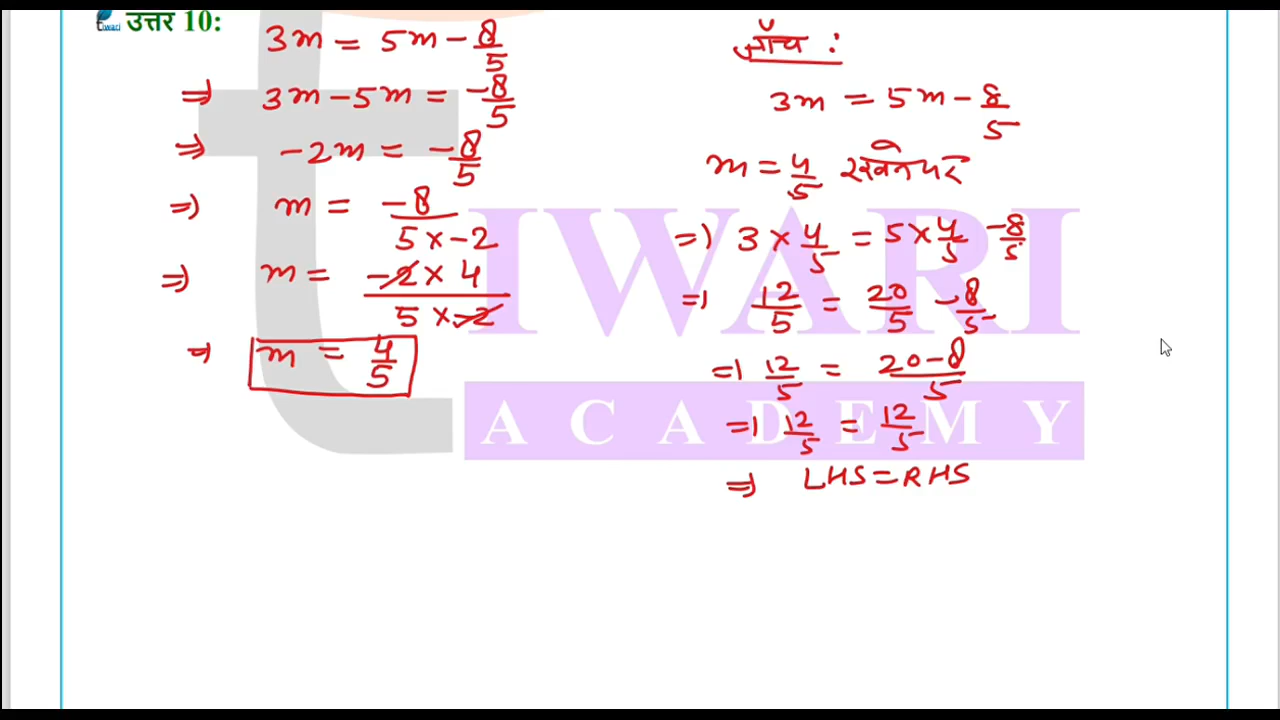 Tiwari उत्तर 10:
3m = 5m - 8/5
⇒ 3m - 5m = -8/5
⇒ -2m = -8/5
⇒ m = -8/(5 × -2)
⇒ m = (-2 × 4)/(5 × -2)
⇒ m = 4/5
जाँच :
3m = 5m - 8/5
m = 4/5 रखने पर
⇒ 3 × 4/5 = 5 × 4/5 - 8/5
⇒ 12/5 = 20/5 - 8/5
⇒ 12/5 = (20 - 8)/5
⇒ 12/5 = 12/5
⇒ LHS = RHS
IWARI
ACADEMY